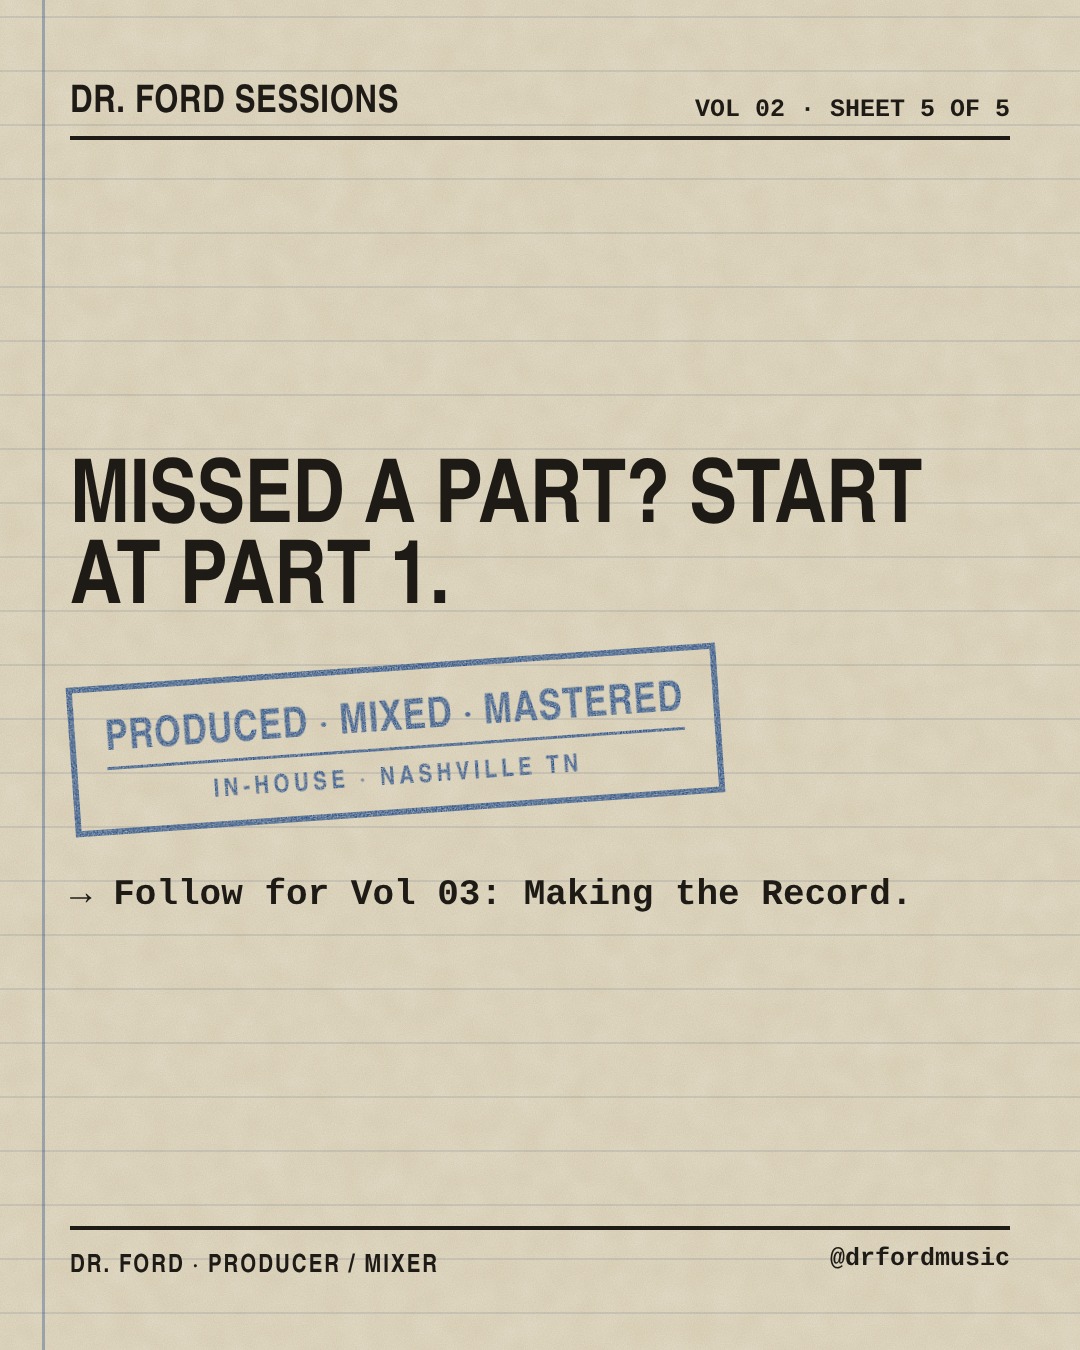 DR. FORD SESSIONS
VOL 02 · SHEET 5 OF 5
MISSED A PART? START
AT PART 1.
PRODUCED · MIXED · MASTERED
IN-HOUSE · NASHVILLE TN
→ Follow for Vol 03: Making the Record.
DR. FORD · PRODUCER / MIXER
@drfordmusic